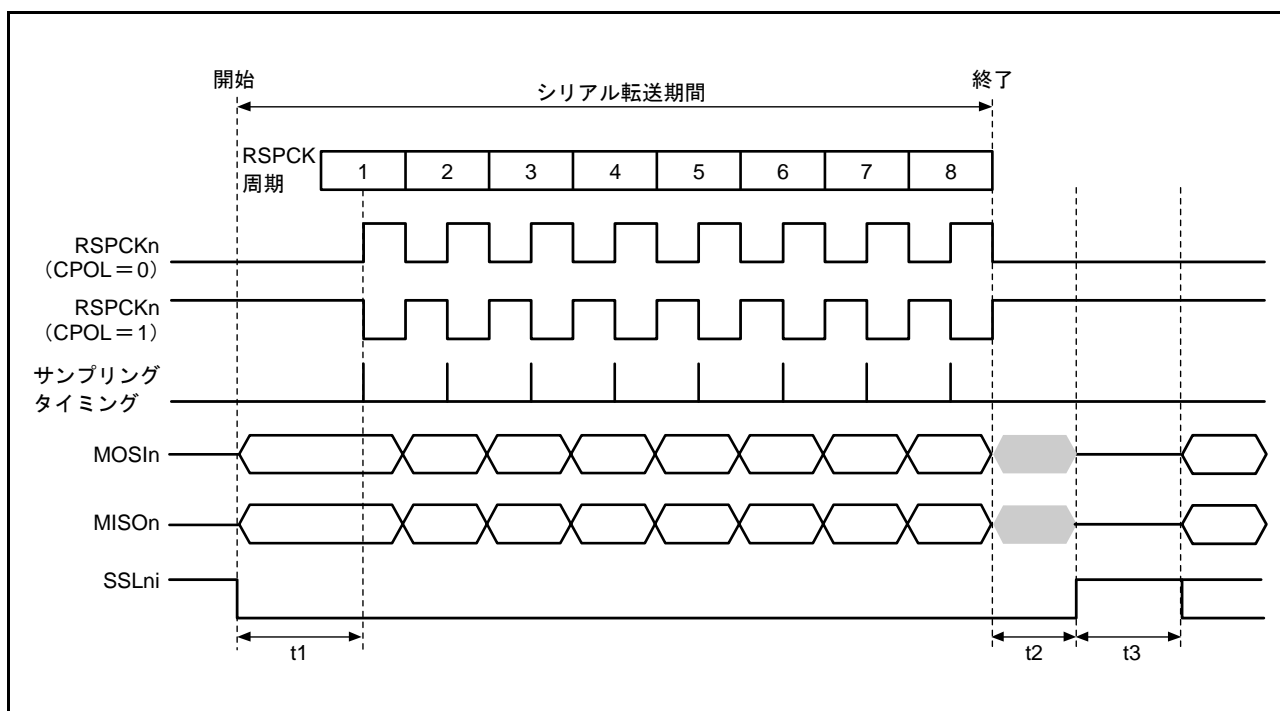 開始
終了
シリアル転送期間
RSPCK
周期
1 2 3 4 5 6 7 8
RSPCKn
（CPOL＝0）
RSPCKn
（CPOL＝1）
サンプリング
タイミング
MOSIn
MISOn
SSLni
t1
t2
t3